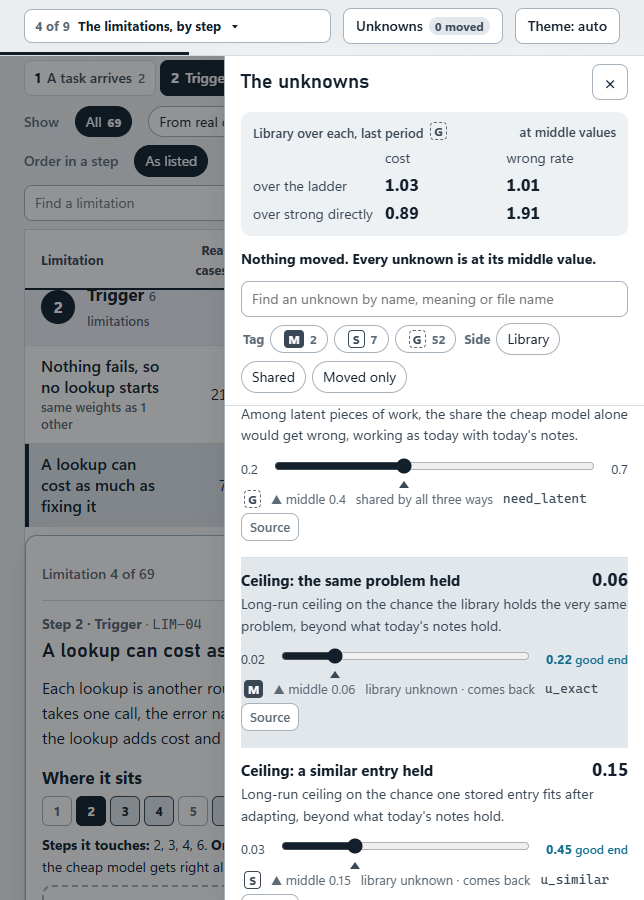 4 of 9 The limitations, by step
Unknowns 0 moved
Theme: auto
1 A task arrives 2
2 Trigge
Show All 69 From real
Order in a step As listed
Find a limitation
Limitation
Rea
cases
2 Trigger 6
limitations
Nothing fails, so
no lookup starts
same weights as 1
other
21
A lookup can
cost as much as
fixing it
7
Limitation 4 of 69
Step 2 · Trigger · LIM-04
A lookup can cost as
Each lookup is another rou
takes one call, the error na
the lookup adds cost and
Where it sits
1 2 3 4 5
Steps it touches: 2, 3, 4, 6.
the cheap model gets right al
The unknowns
×
Library over each, last period G at middle values
cost wrong rate
over the ladder 1.03 1.01
over strong directly 0.89 1.91
Nothing moved. Every unknown is at its middle value.
Find an unknown by name, meaning or file name
Tag M 2 S 7 G 52 Side Library
Shared Moved only
Among latent pieces of work, the share the cheap model alone
would get wrong, working as today with today's notes.
0.2 0.7
G ▲ middle 0.4 shared by all three ways need_latent
Source
Ceiling: the same problem held 0.06
Long-run ceiling on the chance the library holds the very same
problem, beyond what today's notes hold.
0.02 0.22 good end
M ▲ middle 0.06 library unknown · comes back u_exact
Source
Ceiling: a similar entry held 0.15
Long-run ceiling on the chance one stored entry fits after
adapting, beyond what today's notes hold.
0.03 0.45 good end
S ▲ middle 0.15 library unknown · comes back u_similar